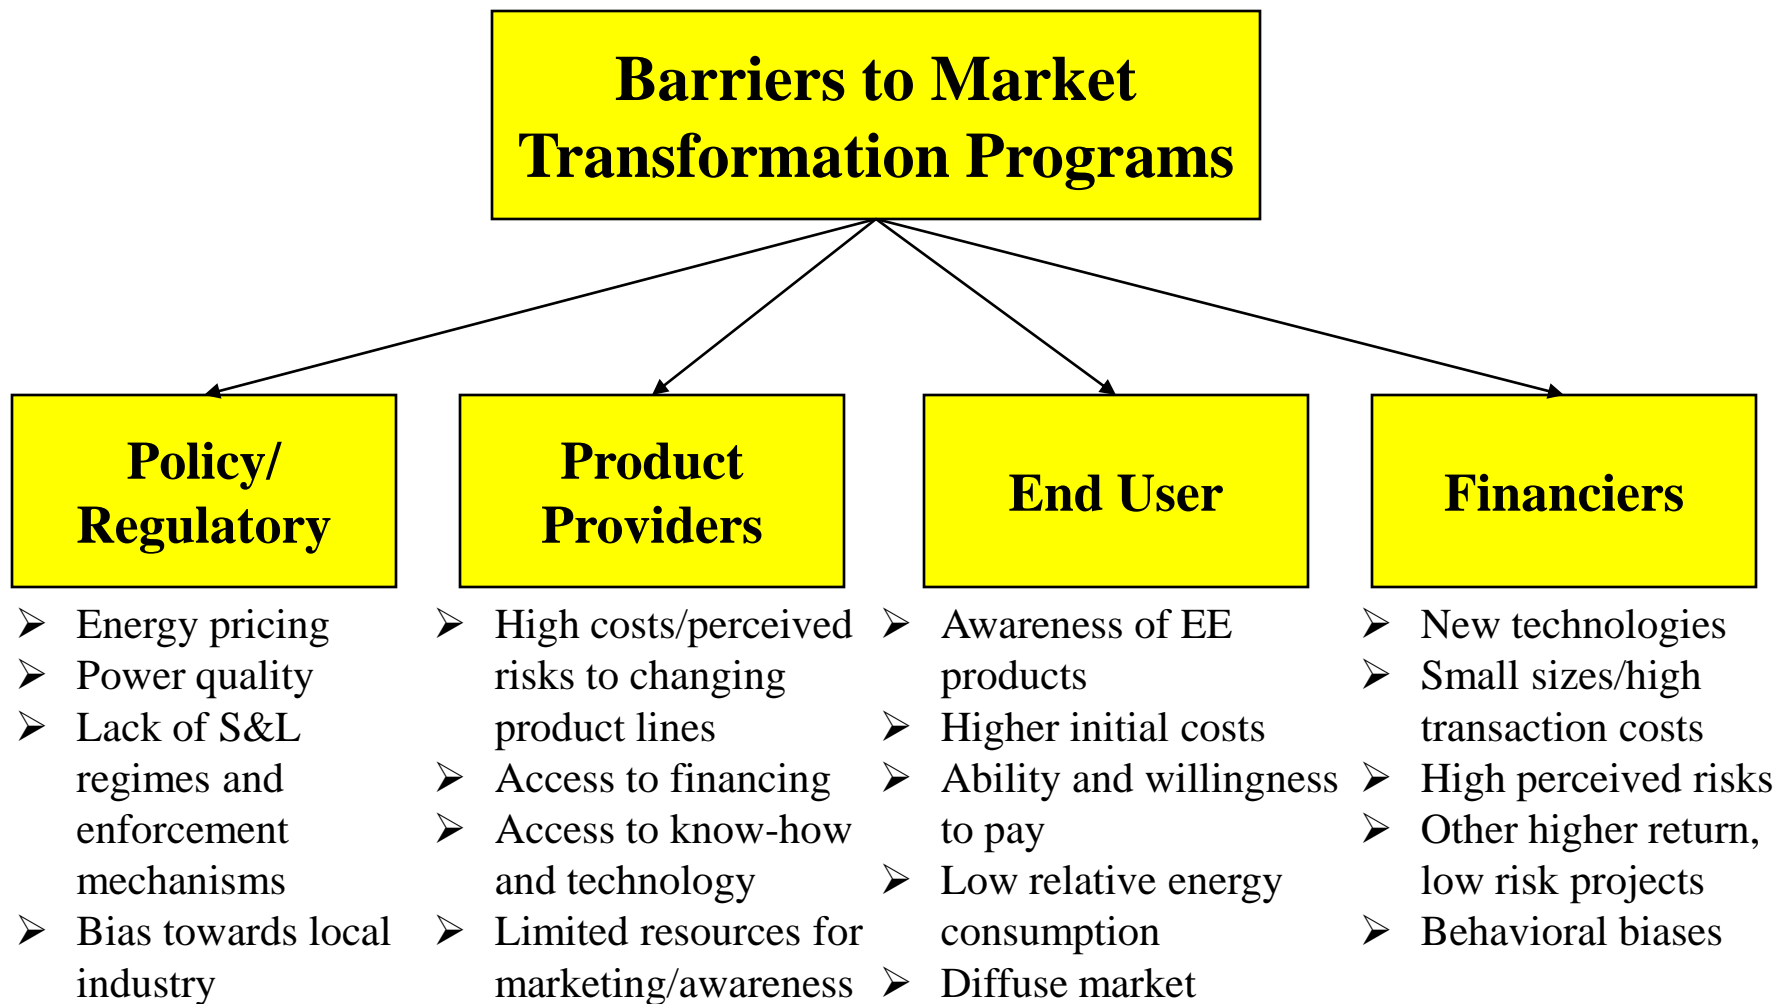 Barriers to Market
Transformation Programs
Policy/
Regulatory
➢ Energy pricing
➢ Power quality
➢ Lack of S&L
regimes and
enforcement
mechanisms
➢ Bias towards local
industry
Product
Providers
➢ High costs/perceived
risks to changing
product lines
➢ Access to financing
➢ Access to know-how
and technology
➢ Limited resources for
marketing/awareness
End User
➢ Awareness of EE
products
➢ Higher initial costs
➢ Ability and willingness
to pay
➢ Low relative energy
consumption
➢ Diffuse market
Financiers
➢ New technologies
➢ Small sizes/high
transaction costs
➢ High perceived risks
➢ Other higher return,
low risk projects
➢ Behavioral biases